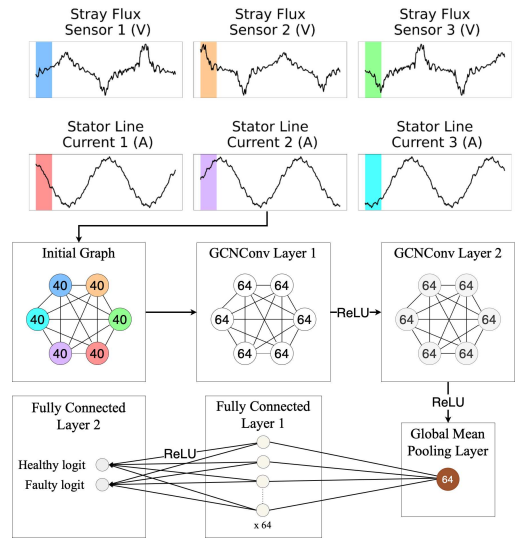 Stray Flux
Sensor 1 (V)
Stray Flux
Sensor 2 (V)
Stray Flux
Sensor 3 (V)
Stator Line
Current 1 (A)
Stator Line
Current 2 (A)
Stator Line
Current 3 (A)
Initial Graph
40
40
40
40
40
40
GCNConv Layer 1
64
64
64
64
64
64
ReLU
GCNConv Layer 2
64
64
64
64
64
64
ReLU
Fully Connected
Layer 2
Healthy logit
Faulty logit
ReLU
Fully Connected
Layer 1
x 64
Global Mean
Pooling Layer
64